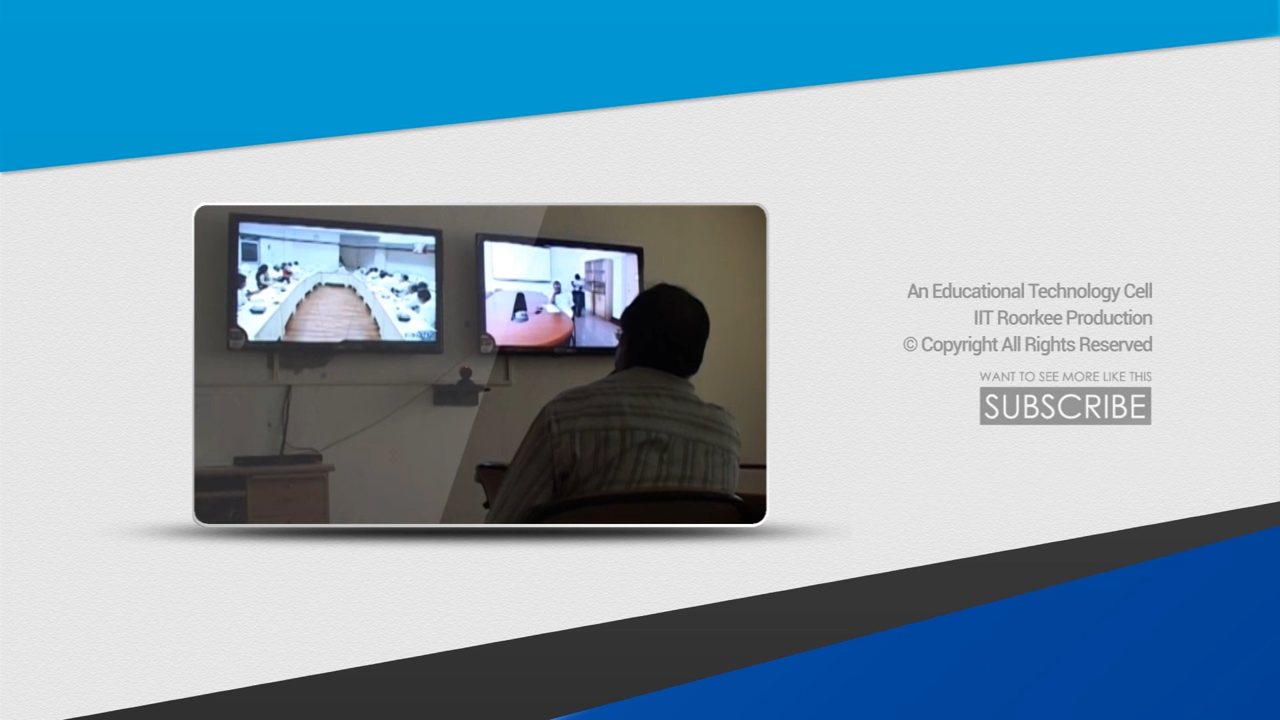 An Educational Technology Cell
IIT Roorkee Production
© Copyright All Rights Reserved
WANT TO SEE MORE LIKE THIS
SUBSCRIBE